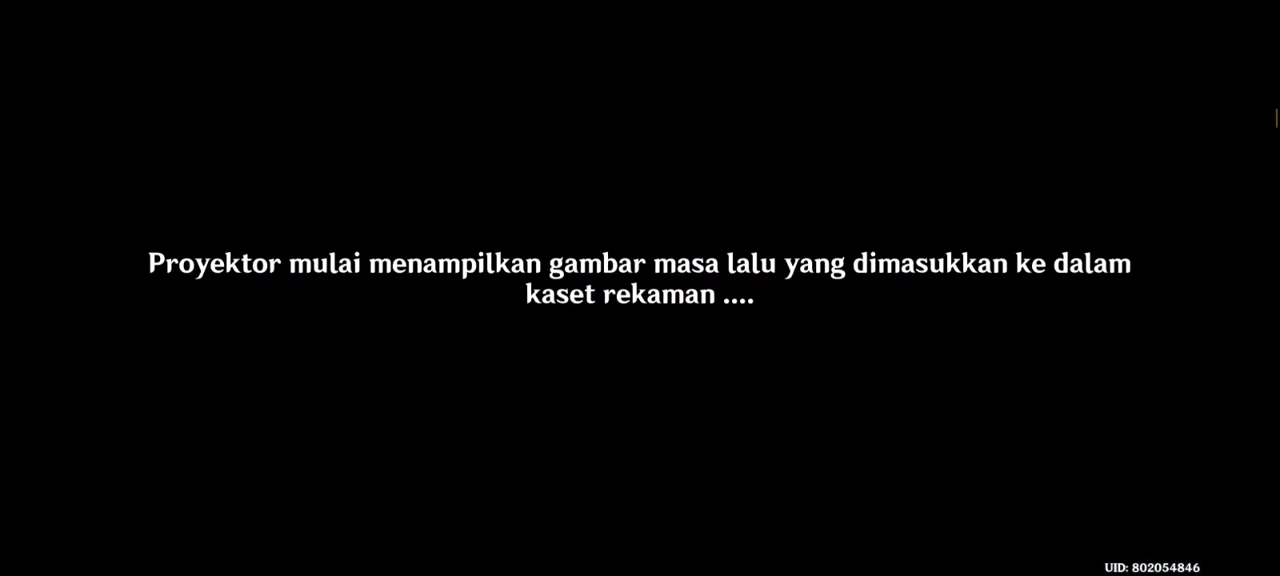 Proyektor mulai menampilkan gambar masa lalu yang dimasukkan ke dalam
kaset rekaman ....
UID: 802054846